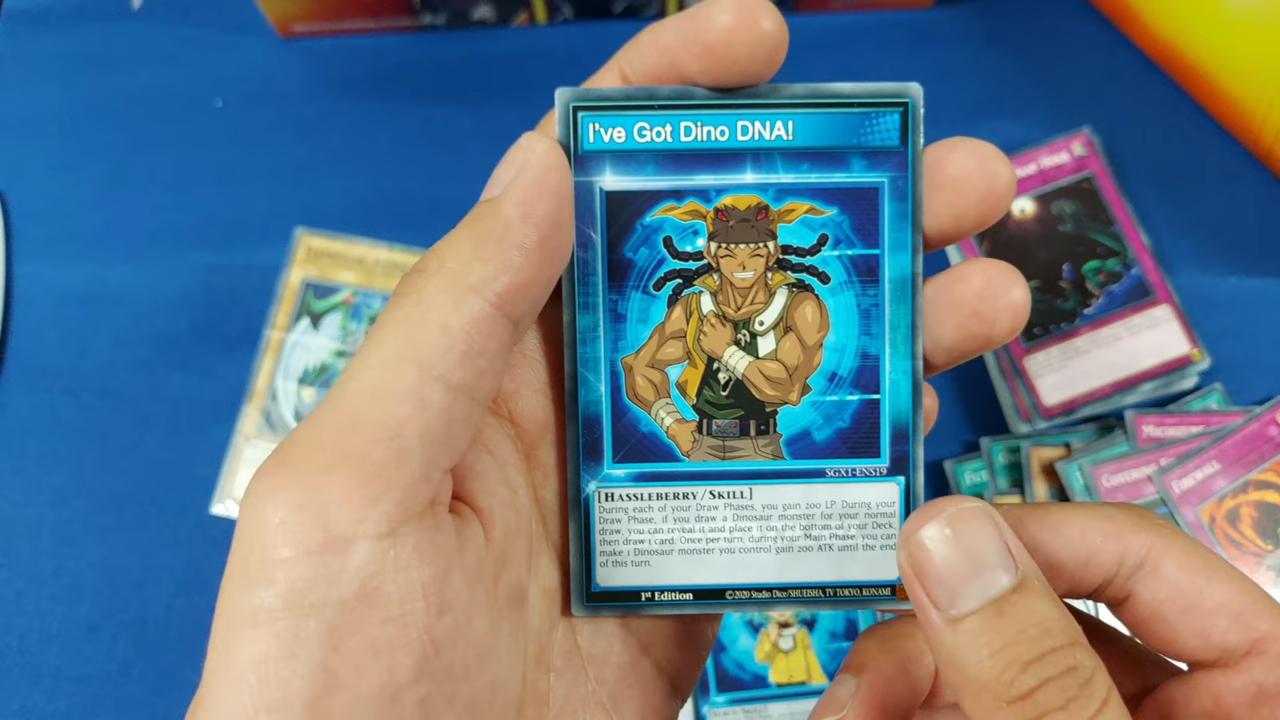 I've Got Dino DNA!
SGX1-ENS19
[HASSLEBERRY/SKILL]
During each of your Draw Phases, you gain 200 LP. During your
Draw Phase, if you draw a Dinosaur monster for your normal
draw, you can reveal it and place it on the bottom of your Deck,
then draw 1 card. Once per turn, during your Main Phase, you can
make 1 Dinosaur monster you control gain 200 ATK until the end
of this turn.
1st Edition
©2020 Studio Dice/SHUEISHA, TV TOKYO, KONAMI
FIREWALL